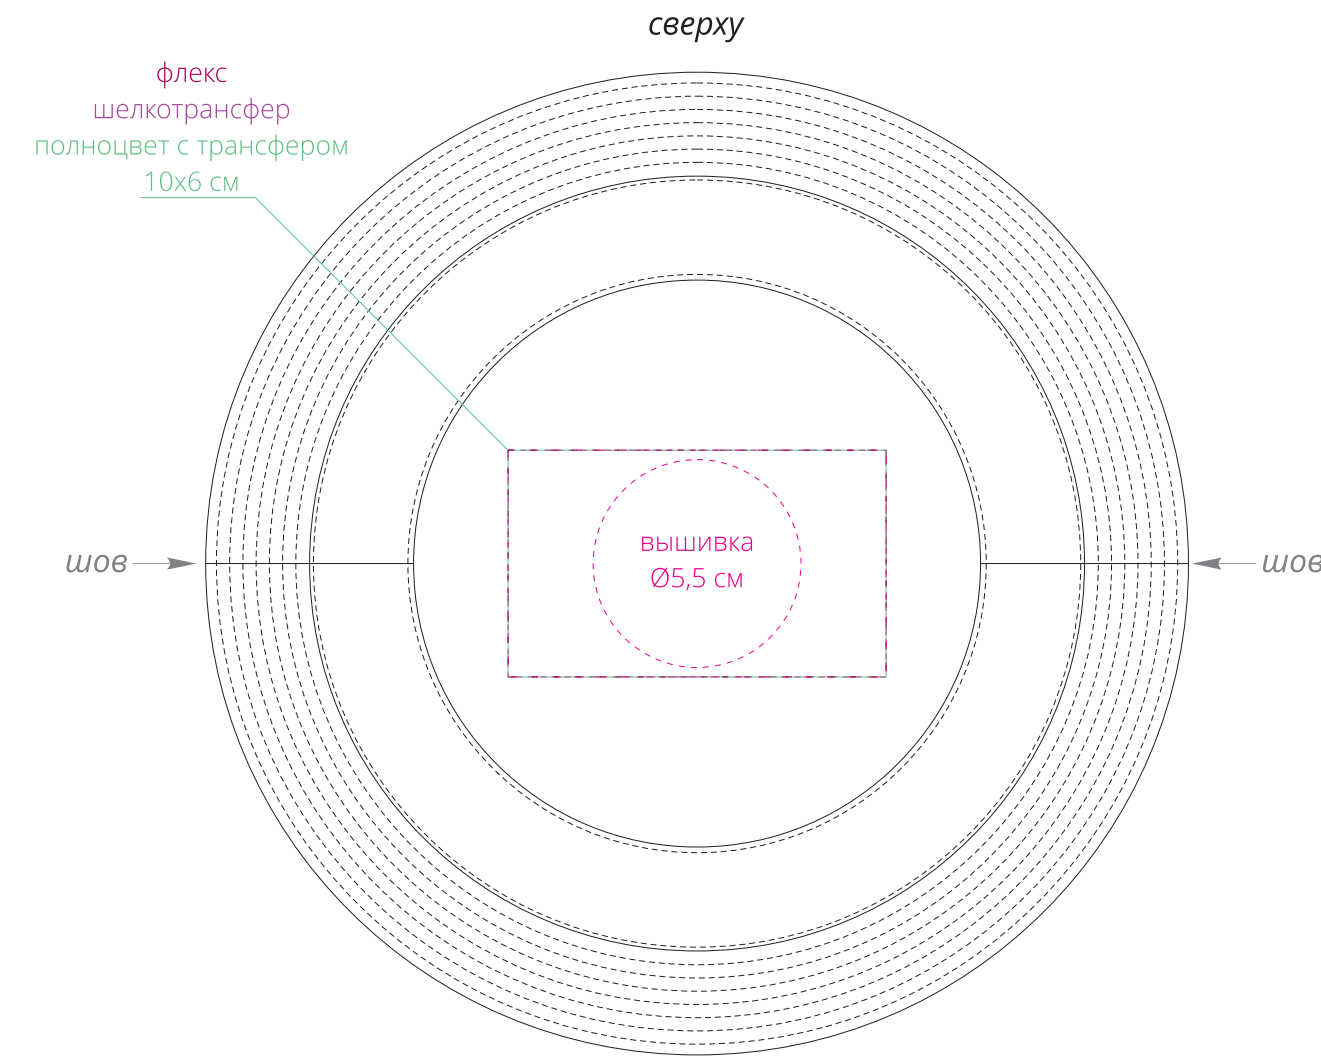 сверху
флекс
шелкотрансфер
полноцвет с трансфером
10х6 см
вышивка
Ø5,5 см
шов
шов